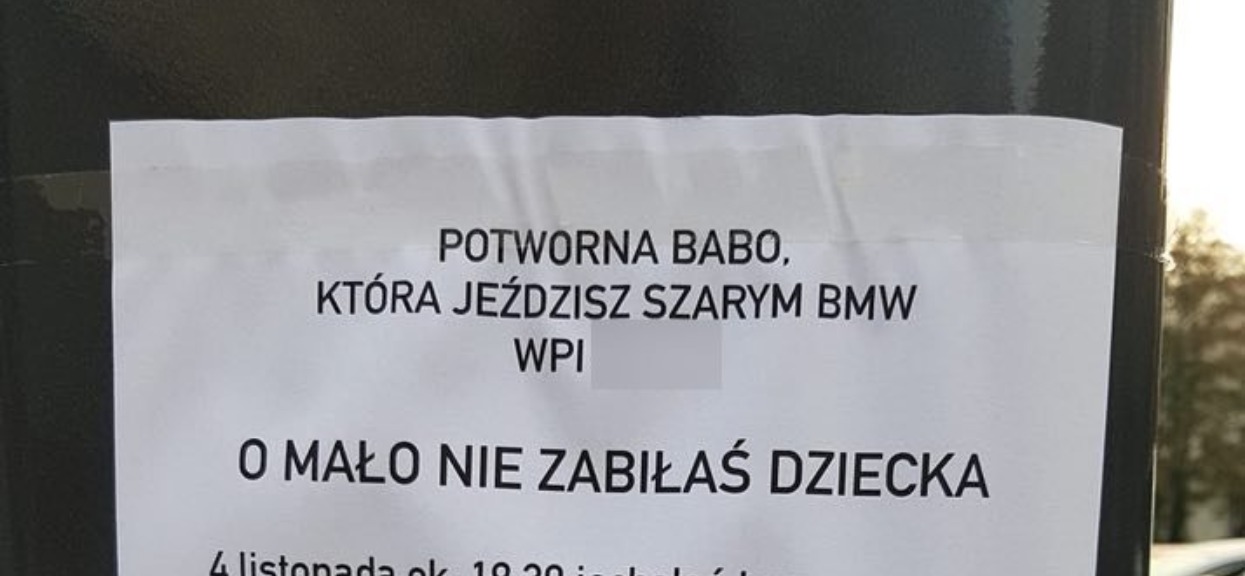 POTWORNA BABO,
KTÓRA JEŹDZISZ SZARYM BMW
WPI
O MAŁO NIE ZABIŁAŚ DZIECKA
4 listopada ok.